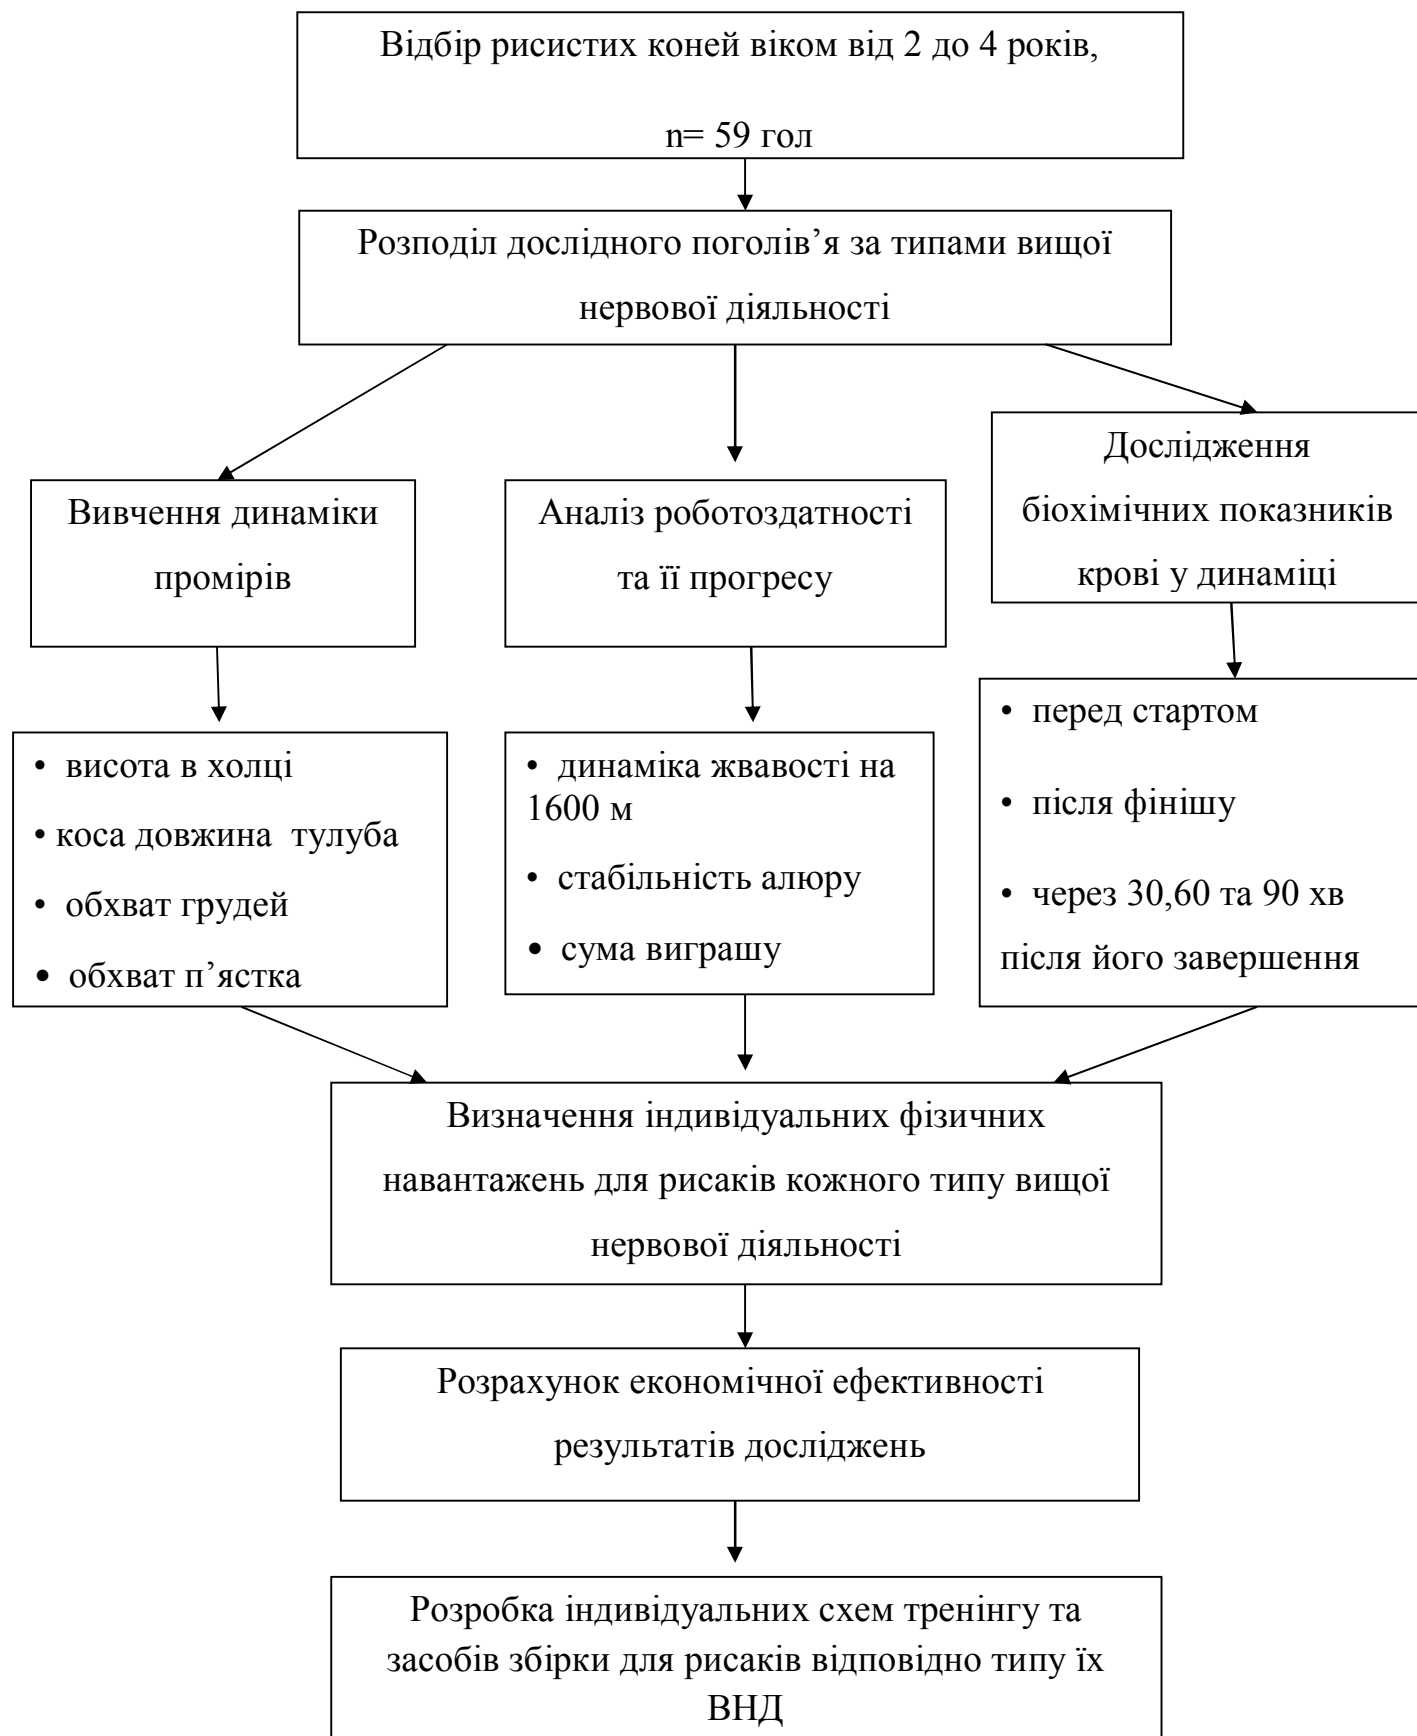 Відбір рисистих коней віком від 2 до 4 років,
n= 59 гол
Розподіл дослідного поголів’я за типами вищої
нервової діяльності
Вивчення динаміки
промірів
Аналіз роботоздатності
та її прогресу
Дослідження
біохімічних показників
крові у динаміці
• висота в холці
• коса довжина тулуба
• обхват грудей
• обхват п’ястка
• динаміка жвавості на
1600 м
• стабільність алюру
• сума виграшу
• перед стартом
• після фінішу
• через 30,60 та 90 хв
після його завершення
Визначення індивідуальних фізичних
навантажень для рисаків кожного типу вищої
нервової діяльності
Розрахунок економічної ефективності
результатів досліджень
Розробка індивідуальних схем тренінгу та
засобів збірки для рисаків відповідно типу їх
ВНД